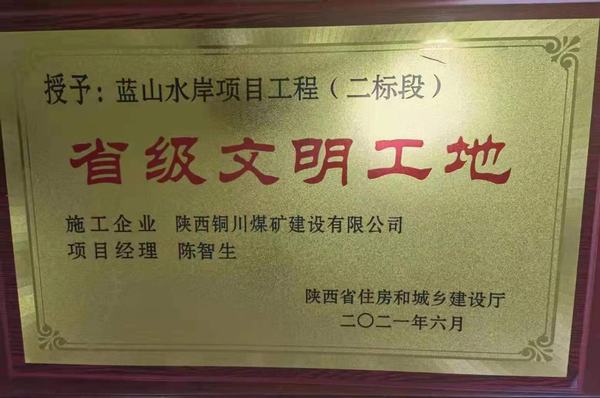 授予：蓝山水岸项目工程（二标段）
省级文明工地
施工企业 陕西铜川煤矿建设有限公司
项目经理 陈智生
陕西省住房和城乡建设厅
二〇二一年六月